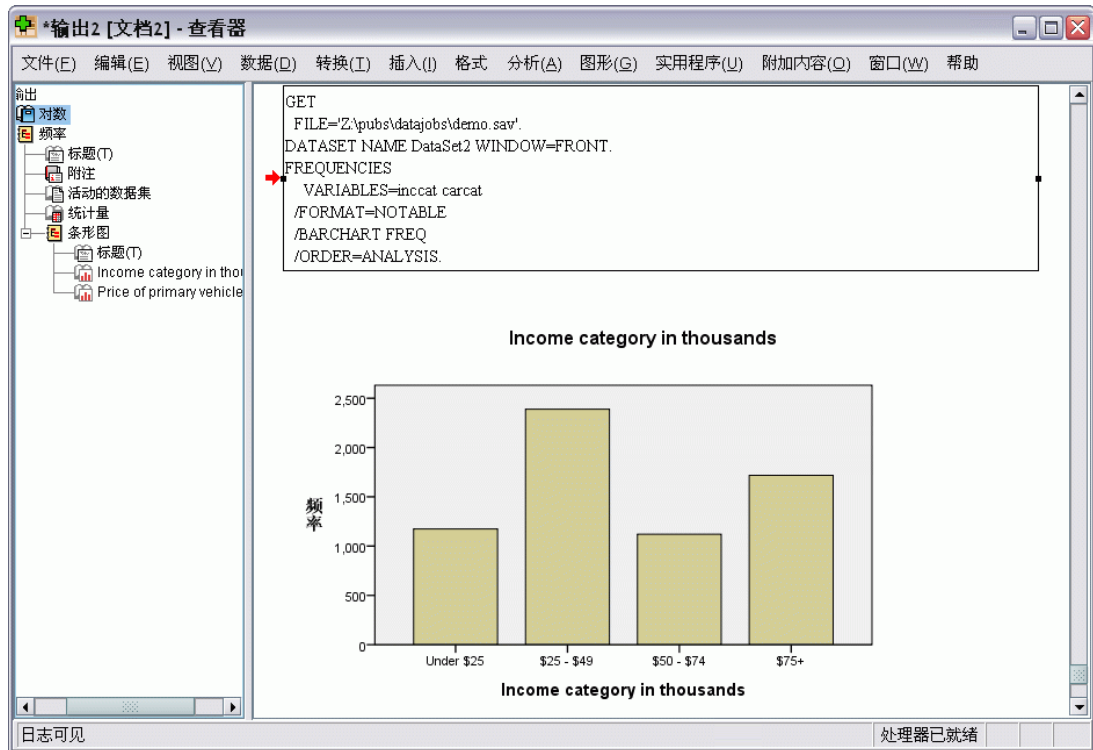 *输出2 [文档2] - 查看器
文件(F) 编辑(E) 视图(V) 数据(D) 转换(T) 插入(I) 格式 分析(A) 图形(G) 实用程序(U) 附加内容(O) 窗口(W) 帮助
输出
对数
频率
标题(T)
附注
活动的数据集
统计量
条形图
标题(T)
Income category in thou
Price of primary vehicle
GET
FILE='Z:\pubs\datajobs\demo.sav'.
DATASET NAME DataSet2 WINDOW=FRONT.
FREQUENCIES
VARIABLES=inccat carcat
/FORMAT=NOTABLE
/BARCHART FREQ
/ORDER=ANALYSIS.
Income category in thousands
频率
2,500
2,000
1,500
1,000
500
0
Under $25 $25 - $49 $50 - $74 $75+
Income category in thousands
日志可见 处理器已就绪